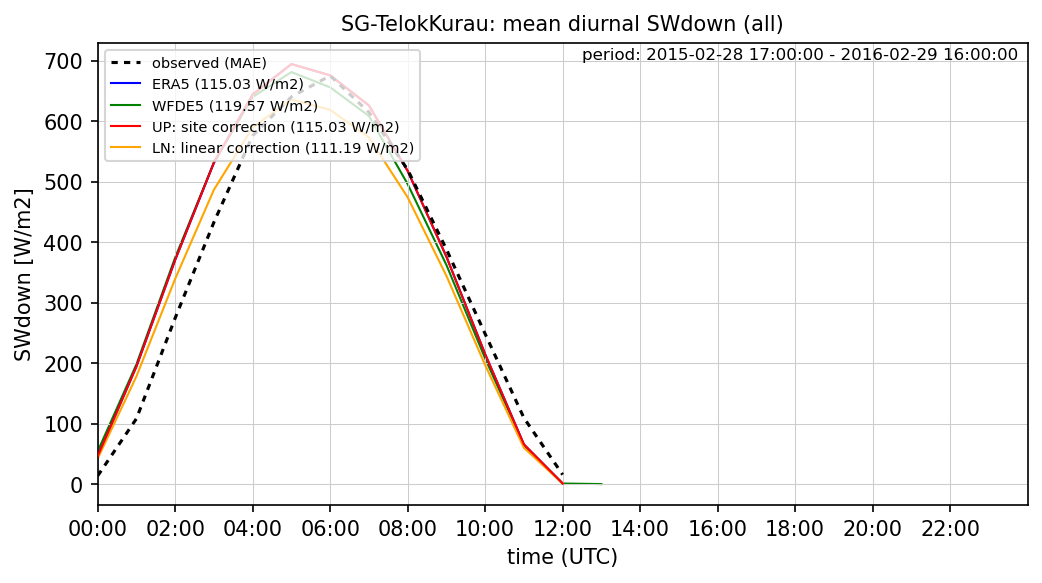 SG-TelokKurau: mean diurnal SWdown (all)
period: 2015-02-28 17:00:00 - 2016-02-29 16:00:00
observed (MAE)
ERA5 (115.03 W/m2)
WFDE5 (119.57 W/m2)
UP: site correction (115.03 W/m2)
LN: linear correction (111.19 W/m2)
SWdown [W/m2]
700
600
500
400
300
200
100
0
00:00 02:00 04:00 06:00 08:00 10:00 12:00 14:00 16:00 18:00 20:00 22:00
time (UTC)